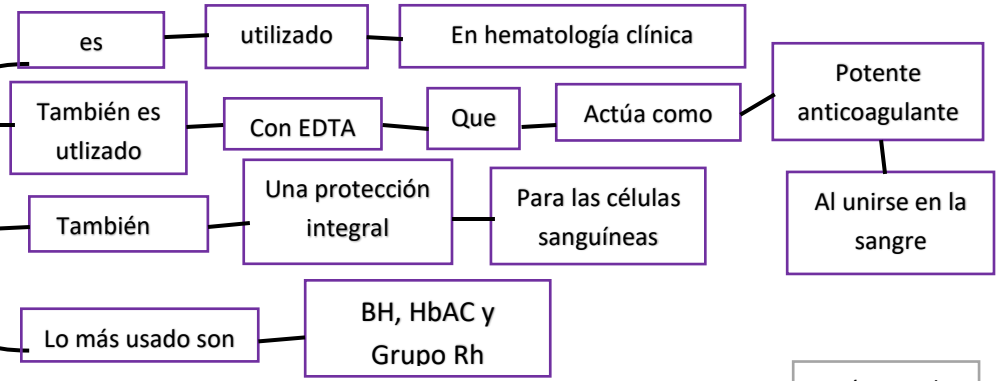 es
utilizado
En hematología clínica
Potente
anticoagulante
También es
utlizado
Con EDTA
Que
Actúa como
Al unirse en la
sangre
También
Una protección
integral
Para las células
sanguíneas
Lo más usado son
BH, HbAC y
Grupo Rh